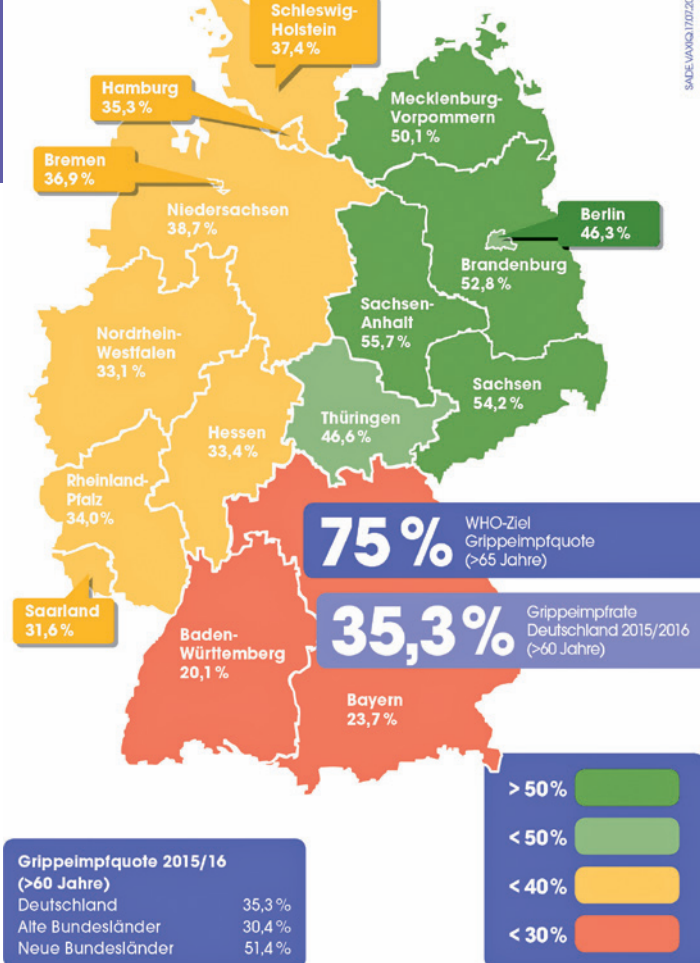 Schleswig-
Holstein
37,4 %
Hamburg
35,3 %
Mecklenburg-
Vorpommern
50,1 %
Bremen
36,9 %
Niedersachsen
38,7 %
Berlin
46,3 %
Brandenburg
52,8 %
Sachsen-
Anhalt
55,7 %
Nordrhein-
Westfalen
33,1 %
Sachsen
54,2 %
Thüringen
46,6 %
Hessen
33,4 %
Rheinland-
Pfalz
34,0 %
75 %
WHO-Ziel
Grippeimpfquote
(>65 Jahre)
Saarland
31,6 %
35,3 %
Grippeimpfrate
Deutschland 2015/2016
(>60 Jahre)
Baden-
Württemberg
20,1 %
Bayern
23,7 %
> 50 %
< 50 %
< 40 %
< 30 %
Grippeimpfquote 2015/16
(>60 Jahre)
Deutschland 35,3 %
Alte Bundesländer 30,4 %
Neue Bundesländer 51,4 %